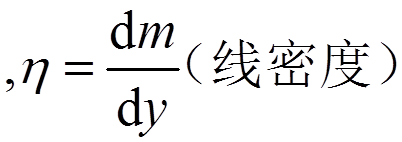 ,η = dm/dy (线密度)